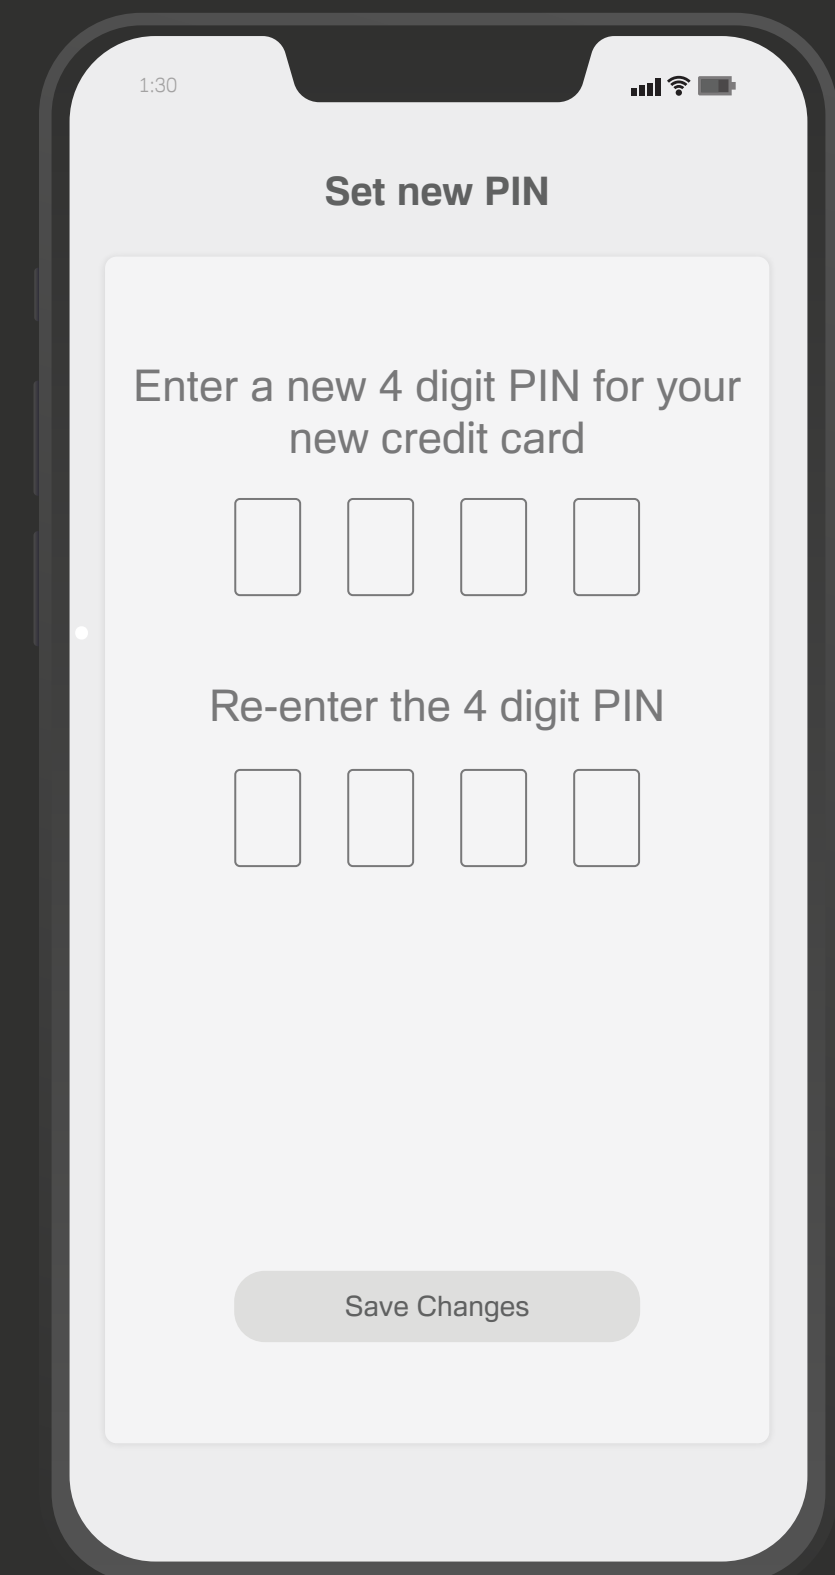 1:30
Set new PIN
Enter a new 4 digit PIN for your
new credit card
Re-enter the 4 digit PIN
Save Changes